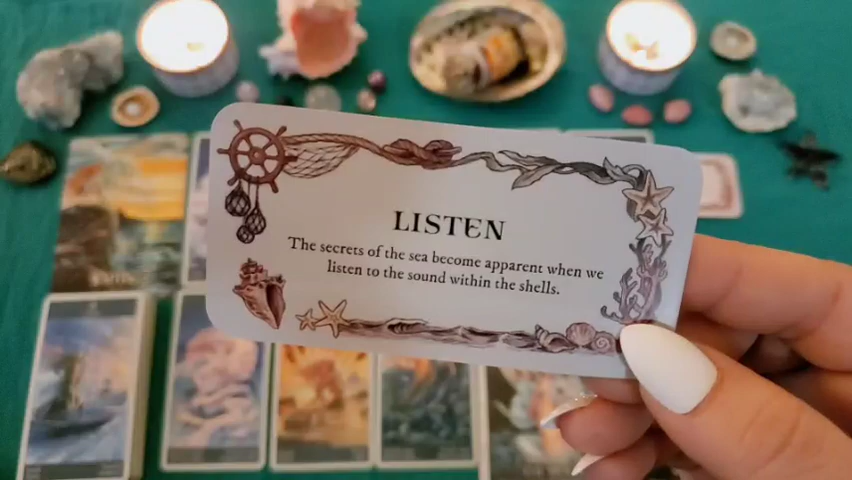 LISTEN
The secrets of the sea become apparent when we
listen to the sound within the shells.